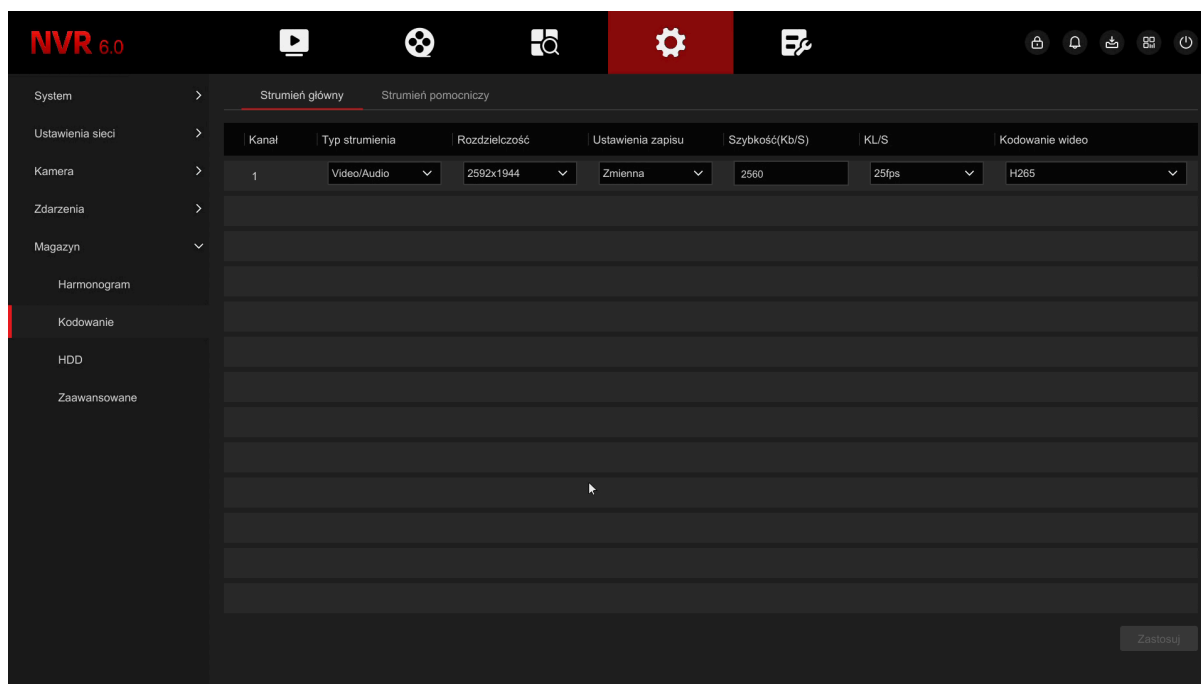 NVR 6.0
System
Ustawienia sieci
Kamera
Zdarzenia
Magazyn
Harmonogram
Kodowanie
HDD
Zaawansowane
Strumień główny Strumień pomocniczy
Kanał Typ strumienia Rozdzielczość Ustawienia zapisu Szybkość(Kb/S) KL/S Kodowanie wideo
1 Video/Audio 2592x1944 Zmienna 2560 25fps H265
Zastosuj